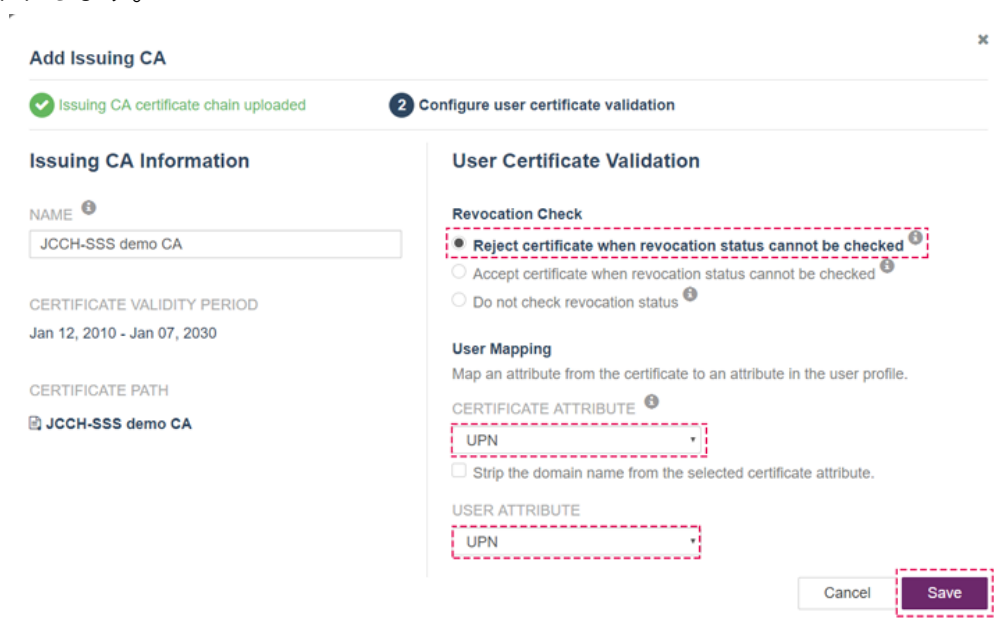 Add Issuing CA
Issuing CA certificate chain uploaded
2 Configure user certificate validation
Issuing CA Information
NAME
JCCH-SSS demo CA
CERTIFICATE VALIDITY PERIOD
Jan 12, 2010 - Jan 07, 2030
CERTIFICATE PATH
JCCH-SSS demo CA
User Certificate Validation
Revocation Check
Reject certificate when revocation status cannot be checked
Accept certificate when revocation status cannot be checked
Do not check revocation status
User Mapping
Map an attribute from the certificate to an attribute in the user profile.
CERTIFICATE ATTRIBUTE
UPN
Strip the domain name from the selected certificate attribute.
USER ATTRIBUTE
UPN
Cancel
Save